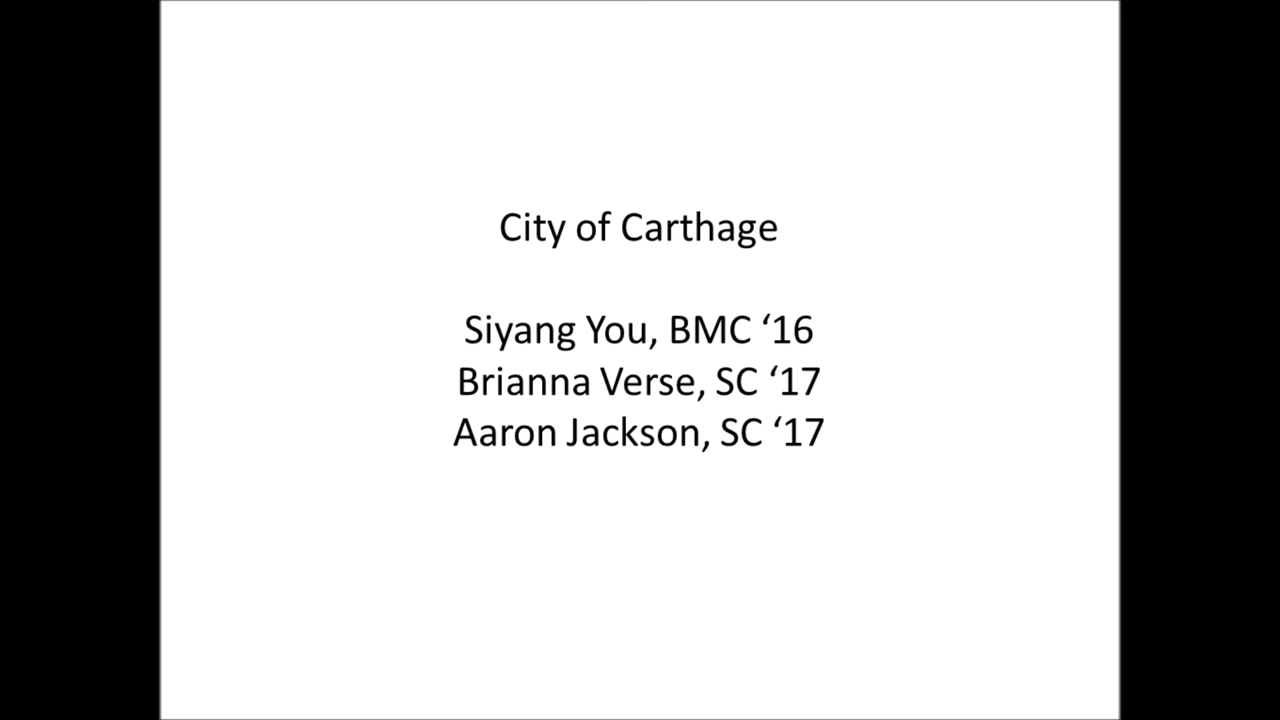 City of Carthage
Siyang You, BMC ‘16
Brianna Verse, SC ‘17
Aaron Jackson, SC ‘17